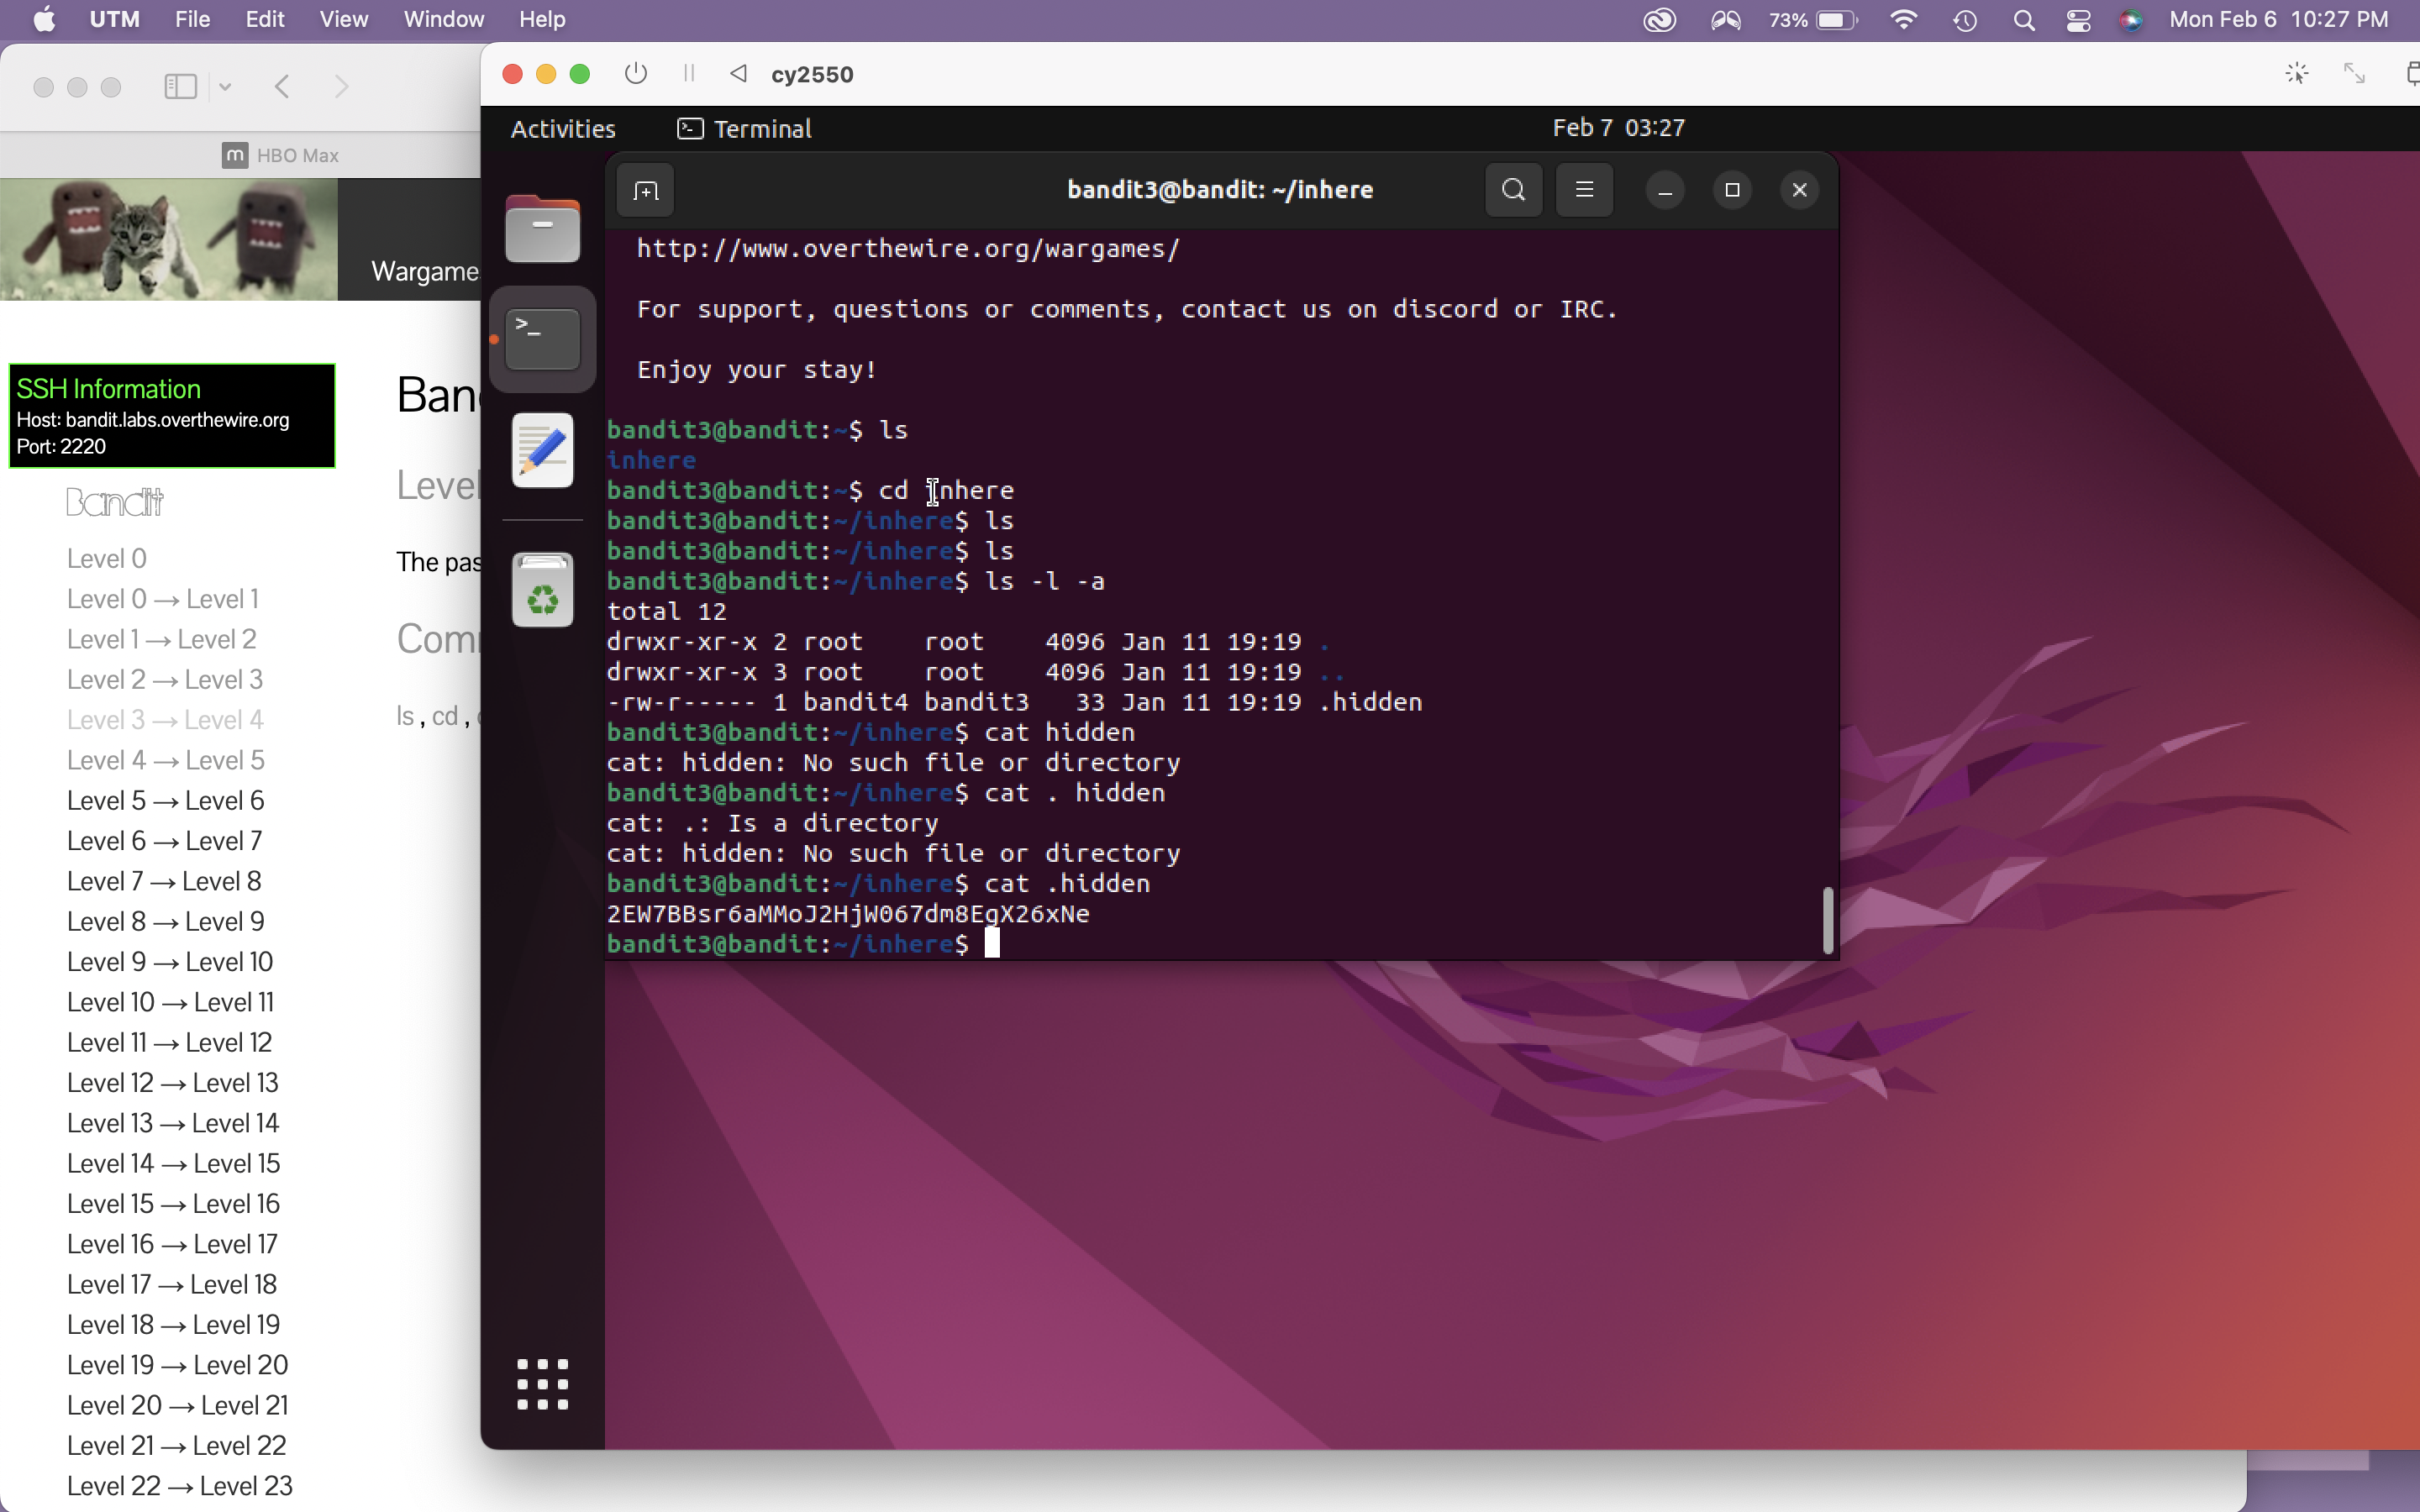 UTM File Edit View Window Help 73% Mon Feb 6 10:27 PM
cy2550
m HBO Max
Activities Terminal Feb 7 03:27
bandit3@bandit: ~/inhere
Wargame
SSH Information
Host: bandit.labs.overthewire.org
Port: 2220
Bandit
Level 0
Level 0 → Level 1
Level 1 → Level 2
Level 2 → Level 3
Level 3 → Level 4
Level 4 → Level 5
Level 5 → Level 6
Level 6 → Level 7
Level 7 → Level 8
Level 8 → Level 9
Level 9 → Level 10
Level 10 → Level 11
Level 11 → Level 12
Level 12 → Level 13
Level 13 → Level 14
Level 14 → Level 15
Level 15 → Level 16
Level 16 → Level 17
Level 17 → Level 18
Level 18 → Level 19
Level 19 → Level 20
Level 20 → Level 21
Level 21 → Level 22
Level 22 → Level 23
Ban
Level
The pas
Com
ls , cd ,
http://www.overthewire.org/wargames/
For support, questions or comments, contact us on discord or IRC.
Enjoy your stay!
bandit3@bandit:~$ ls
inhere
bandit3@bandit:~$ cd inhere
bandit3@bandit:~/inhere$ ls
bandit3@bandit:~/inhere$ ls
bandit3@bandit:~/inhere$ ls -l -a
total 12
drwxr-xr-x 2 root    root    4096 Jan 11 19:19 .
drwxr-xr-x 3 root    root    4096 Jan 11 19:19 ..
-rw-r----- 1 bandit4 bandit3   33 Jan 11 19:19 .hidden
bandit3@bandit:~/inhere$ cat hidden
cat: hidden: No such file or directory
bandit3@bandit:~/inhere$ cat . hidden
cat: .: Is a directory
cat: hidden: No such file or directory
bandit3@bandit:~/inhere$ cat .hidden
2EW7BBsr6aMMoJ2HjW067dm8EgX26xNe
bandit3@bandit:~/inhere$